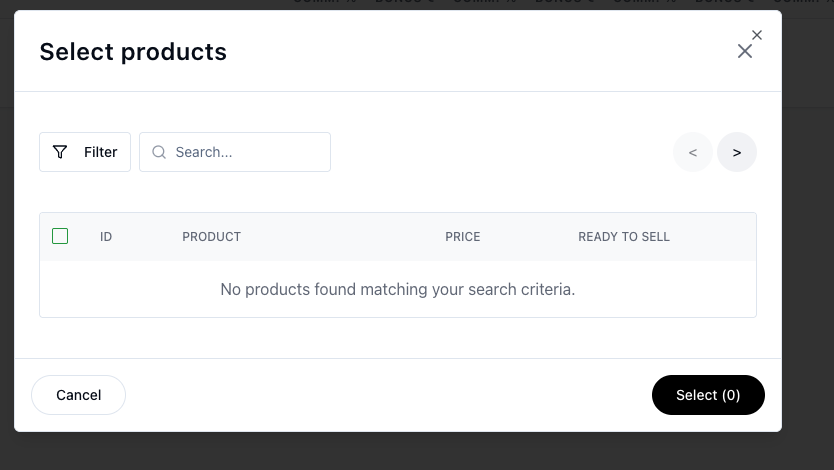 Select products
Filter
Search...
< >
ID PRODUCT PRICE READY TO SELL
No products found matching your search criteria.
Cancel
Select (0)